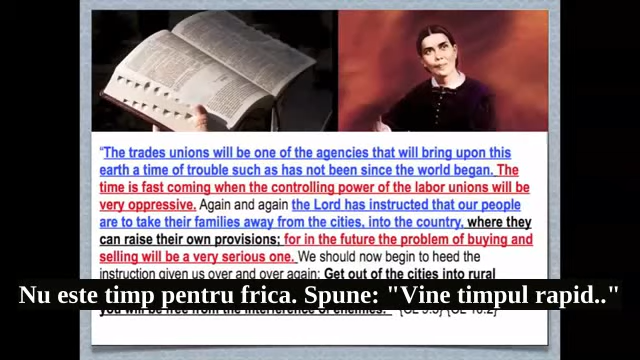 “The trades unions will be one of the agencies that will bring upon this
earth a time of trouble such as has not been since the world began. The
time is fast coming when the controlling power of the labor unions will be
very oppressive. Again and again the Lord has instructed that our people
are to take their families away from the cities, into the country, where they
can raise their own provisions; for in the future the problem of buying and
selling will be a very serious one. We should now begin to heed the
instruction given us over and over again: Get out of the cities into rural
Nu este timp pentru frica. Spune: "Vine timpul rapid.."
you will be free from the interference of enemies.”